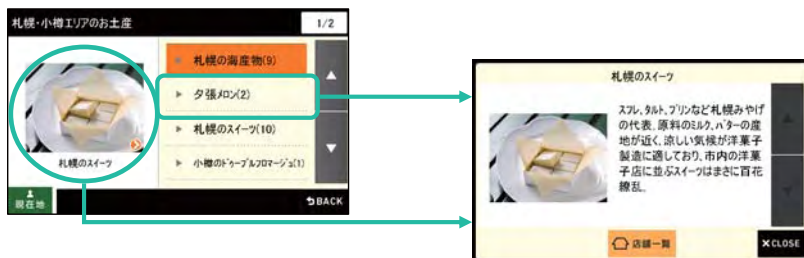 札幌・小樽エリアのお土産
1/2
札幌の海産物(9)
夕張メロン(2)
札幌のスイーツ(10)
小樽のドゥーブルフロマージュ(1)
札幌のスイーツ
現在地
BACK
札幌のスイーツ
スフレ、タルト、プリンなど札幌みやげ
の代表。原料のミルク、バターの産
地が近く、涼しい気候が洋菓子
製造に適しており、市内の洋菓
子店に並ぶスイーツはまさに百花
繚乱。
店舗一覧
×CLOSE